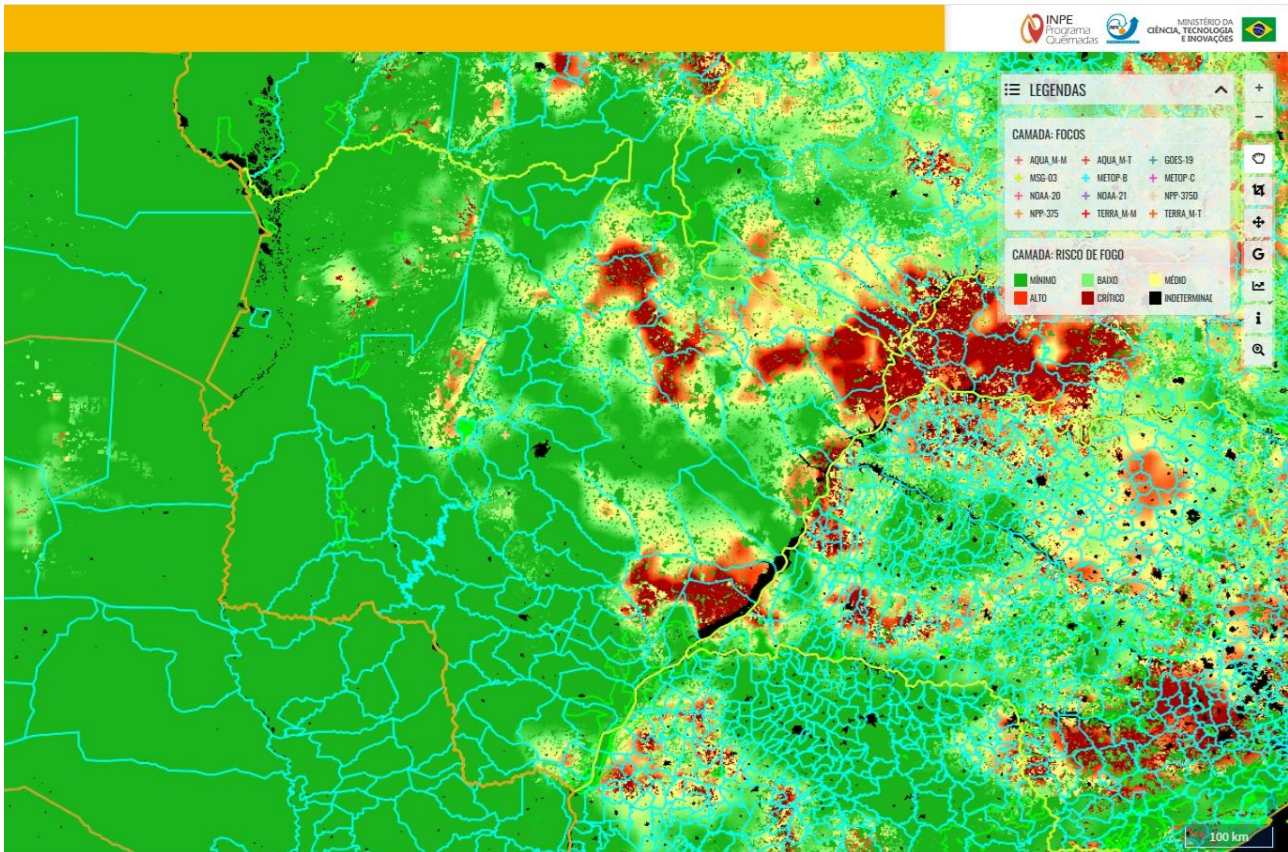 INPE
Programa
Queimadas
INPE
MINISTÉRIO DA
CIÊNCIA, TECNOLOGIA
E INOVAÇÕES
LEGENDAS
CAMADA: FOCOS
+ AQUA_M-M + AQUA_M-T + GOES-19
+ MSG-03 + METOP-B + METOP-C
+ NOAA-20 + NOAA-21 + NPP-375D
+ NPP-375 + TERRA_M-M + TERRA_M-T
CAMADA: RISCO DE FOGO
MÍNIMO BAIXO MÉDIO
ALTO CRÍTICO INDETERMINAD
+
−
G
i
100 km